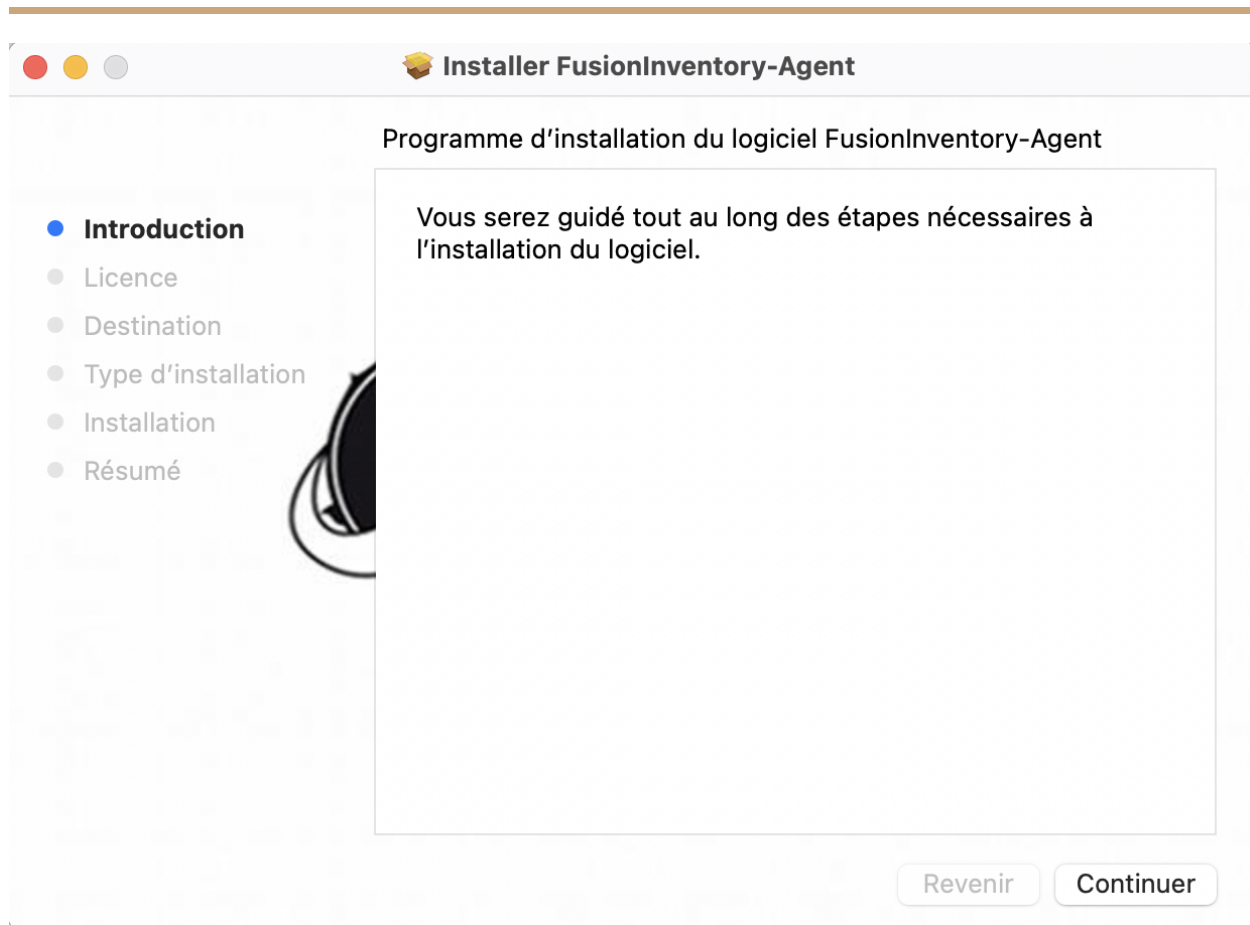 Installer FusionInventory-Agent
Programme d’installation du logiciel FusionInventory-Agent
Introduction
Licence
Destination
Type d’installation
Installation
Résumé
Vous serez guidé tout au long des étapes nécessaires à
l’installation du logiciel.
Revenir
Continuer